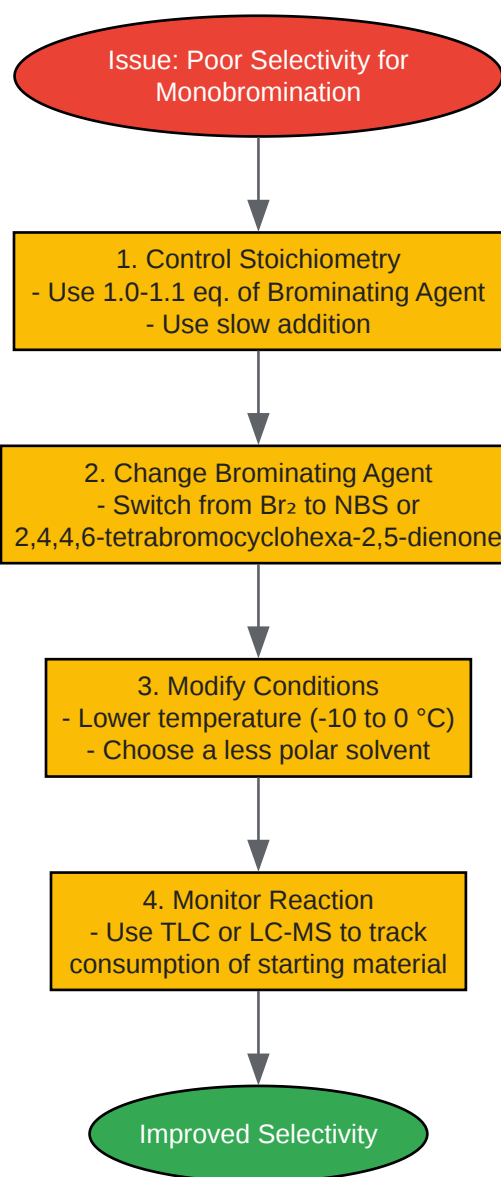 Issue: Poor Selectivity for
Monobromination
1. Control Stoichiometry
- Use 1.0-1.1 eq. of Brominating Agent
- Use slow addition
2. Change Brominating Agent
- Switch from Br₂ to NBS or
2,4,4,6-tetrabromocyclohexa-2,5-dienone
3. Modify Conditions
- Lower temperature (-10 to 0 °C)
- Choose a less polar solvent
4. Monitor Reaction
- Use TLC or LC-MS to track
consumption of starting material
Improved Selectivity